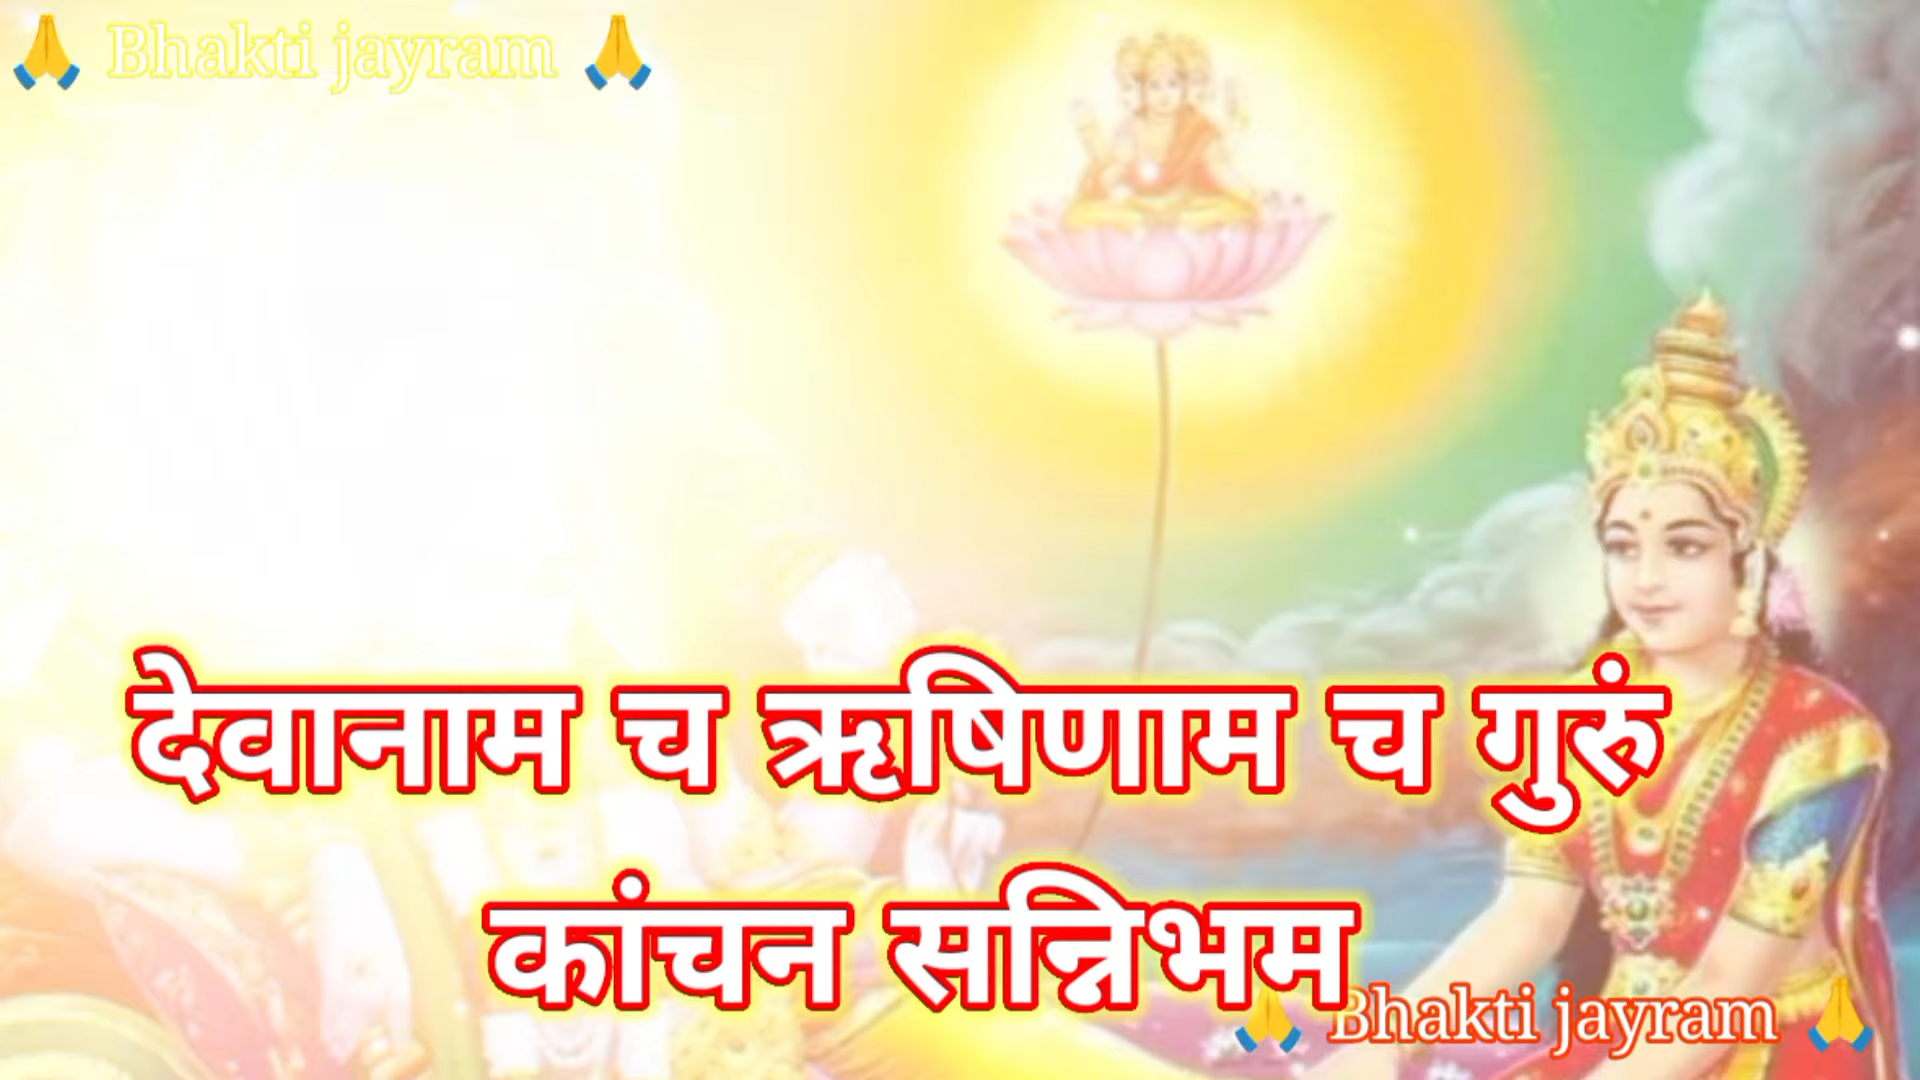 🙏 Bhakti jayram 🙏
देवानाम च ऋषिणाम च गुरुं
कांचन सन्निभम
🙏 Bhakti jayram 🙏